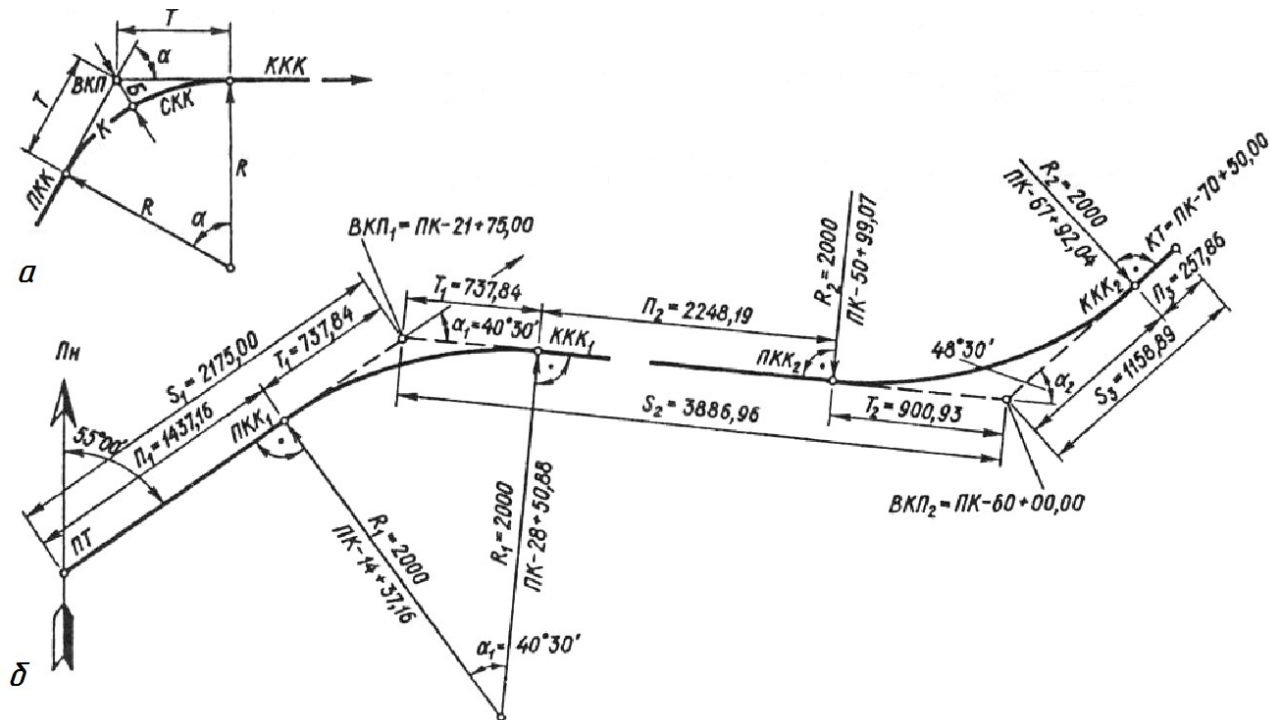 T
α
ККК
ВКП
Б
СКК
T
К
ПКК
R
R
α
а
ВКП₁=ПК-21+75,00
R₂=2000
ПК-67+92,04
КТ=ПК-70+50,00
T₁=737,84
S₁=2175,00
T₁=737,84
α₁=40°30′
ККК₁
П₂=2248,19
R₂=2000
ПК-50+99,07
ККК₂
П₃=257,86
Пн
55°00′
П₁=1437,16
ПКК₁
ПКК₂
48°30′
α₂
S₃=1158,89
S₂=3886,96
T₂=900,93
ПТ
R₁=2000
ПК-14+37,16
R₁=2000
ПК-28+50,88
ВКП₂=ПК-60+00,00
α₁=40°30′
б